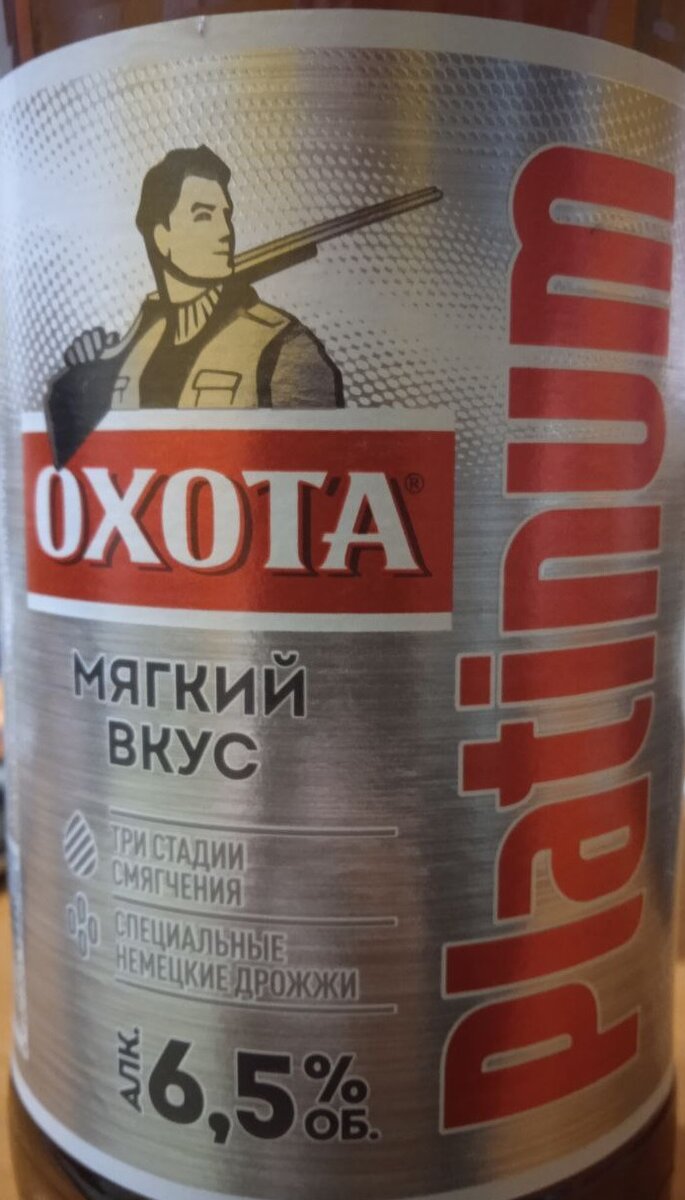 ОХОТА®
МЯГКИЙ
ВКУС
ТРИ СТАДИИ
СМЯГЧЕНИЯ
СПЕЦИАЛЬНЫЕ
НЕМЕЦКИЕ ДРОЖЖИ
АЛК. 6,5% ОБ.
Platinum